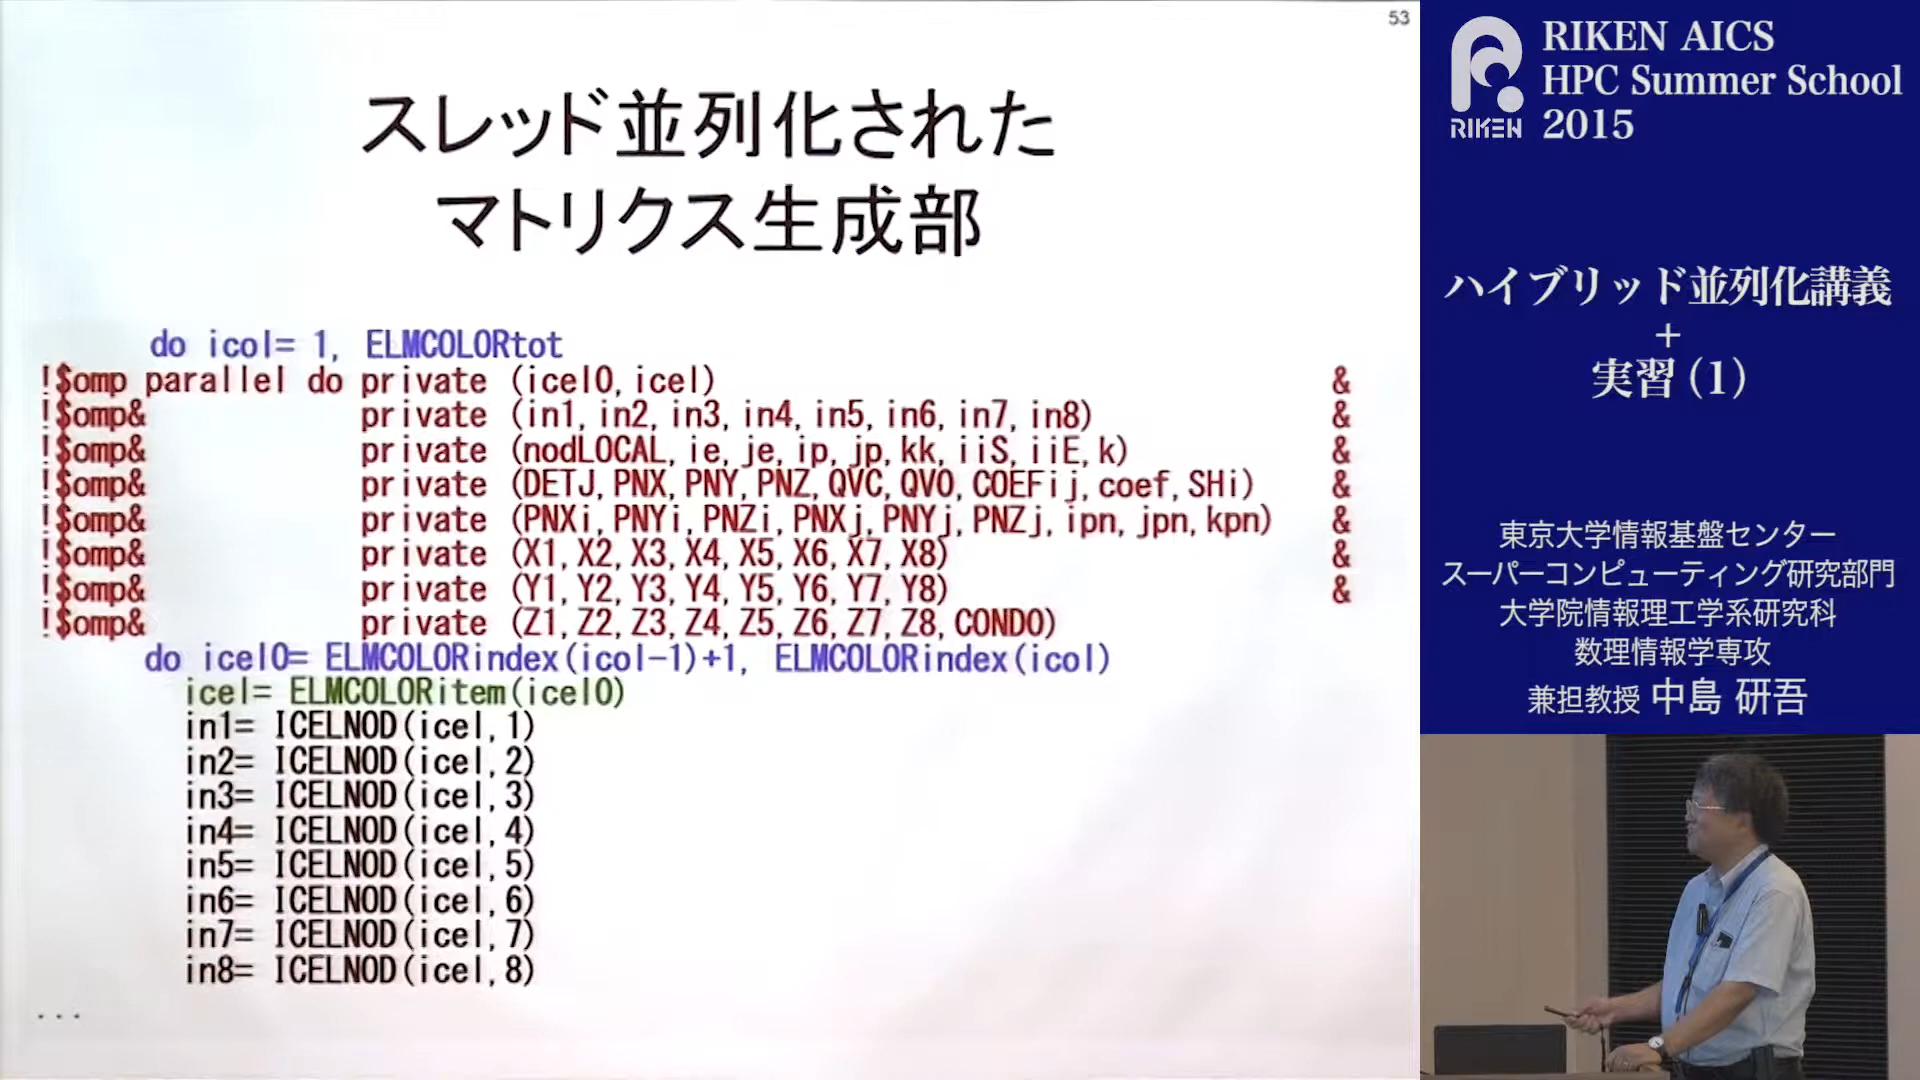 53
スレッド並列化された
マトリクス生成部
do icol= 1, ELMCOLORtot
!$omp parallel do private (icel0,icel) &
!$omp& private (in1,in2,in3,in4,in5,in6,in7,in8) &
!$omp& private (nodLOCAL,ie,je,ip,jp,kk,iiS,iiE,k) &
!$omp& private (DETJ,PNX,PNY,PNZ,QVC,QV0,COEFij,coef,SHi) &
!$omp& private (PNXi,PNYi,PNZi,PNXj,PNYj,PNZj,ipn,jpn,kpn) &
!$omp& private (X1,X2,X3,X4,X5,X6,X7,X8) &
!$omp& private (Y1,Y2,Y3,Y4,Y5,Y6,Y7,Y8) &
!$omp& private (Z1,Z2,Z3,Z4,Z5,Z6,Z7,Z8,COND0)
do icel0= ELMCOLORindex(icol-1)+1, ELMCOLORindex(icol)
icel= ELMCOLORitem(icel0)
in1= ICELNOD(icel,1)
in2= ICELNOD(icel,2)
in3= ICELNOD(icel,3)
in4= ICELNOD(icel,4)
in5= ICELNOD(icel,5)
in6= ICELNOD(icel,6)
in7= ICELNOD(icel,7)
in8= ICELNOD(icel,8)
...
RIKEN
RIKEN AICS
HPC Summer School
2015
ハイブリッド並列化講義
+
実習(1)
東京大学情報基盤センター
スーパーコンピューティング研究部門
大学院情報理工学系研究科
数理情報学専攻
兼担教授 中島 研吾